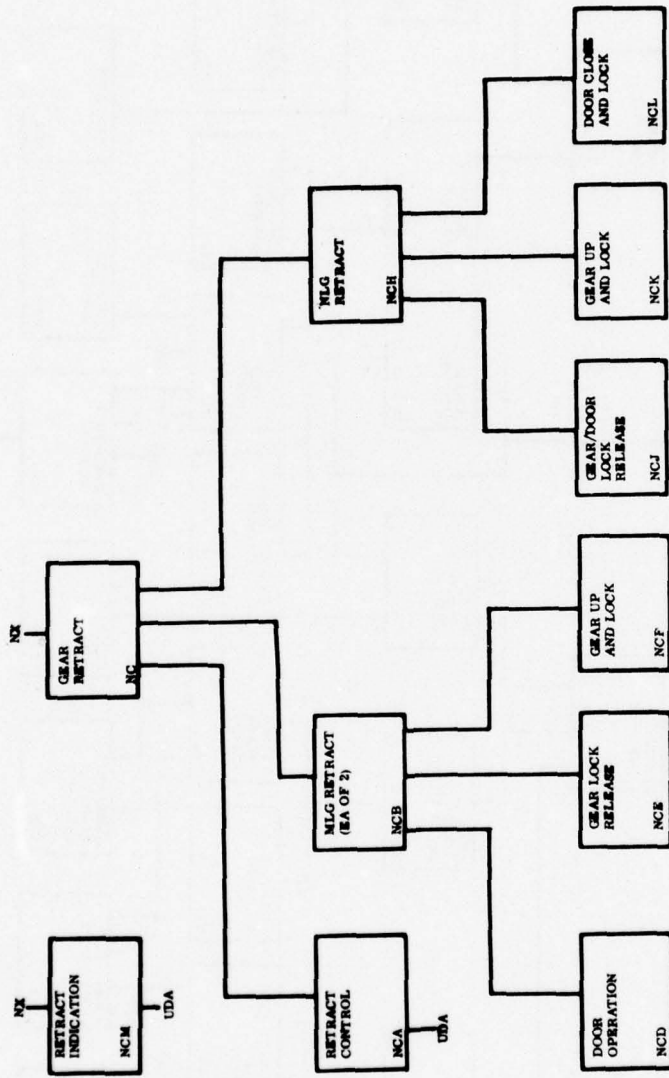 NX
RETRACT
INDICATION
NCM
UDA
NX
GEAR
RETRACT
NC
RETRACT
CONTROL
NCA
UDA
MLG RETRACT
(EA OF 2)
NCB
NLG
RETRACT
NCH
DOOR
OPERATION
NCD
GEAR LOCK
RELEASE
NCE
GEAR UP
AND LOCK
NCF
GEAR/DOOR
LOCK
RELEASE
NCJ
GEAR UP
AND LOCK
NCK
DOOR CLOSE
AND LOCK
NCL